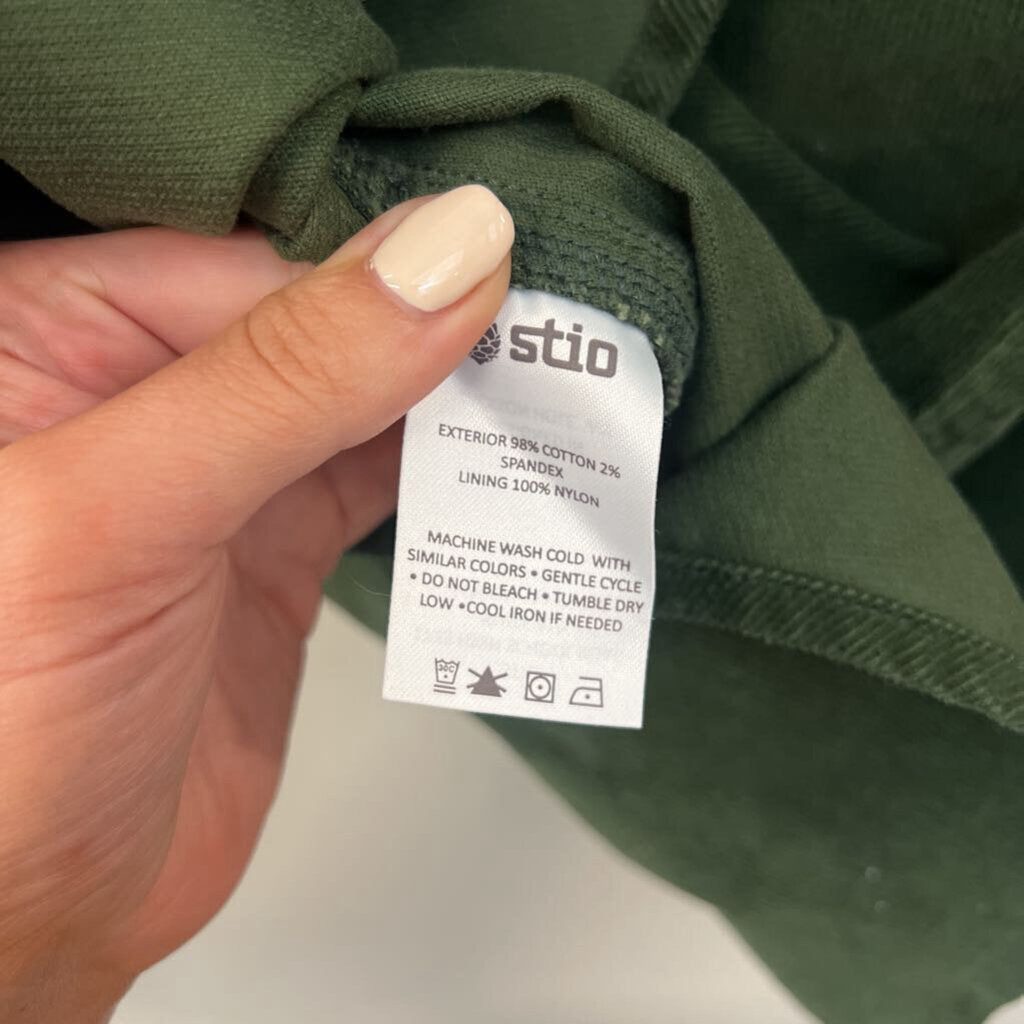 stio
EXTERIOR 98% COTTON 2%
SPANDEX
LINING 100% NYLON
MACHINE WASH COLD WITH
SIMILAR COLORS • GENTLE CYCLE
• DO NOT BLEACH • TUMBLE DRY
LOW •COOL IRON IF NEEDED
30C